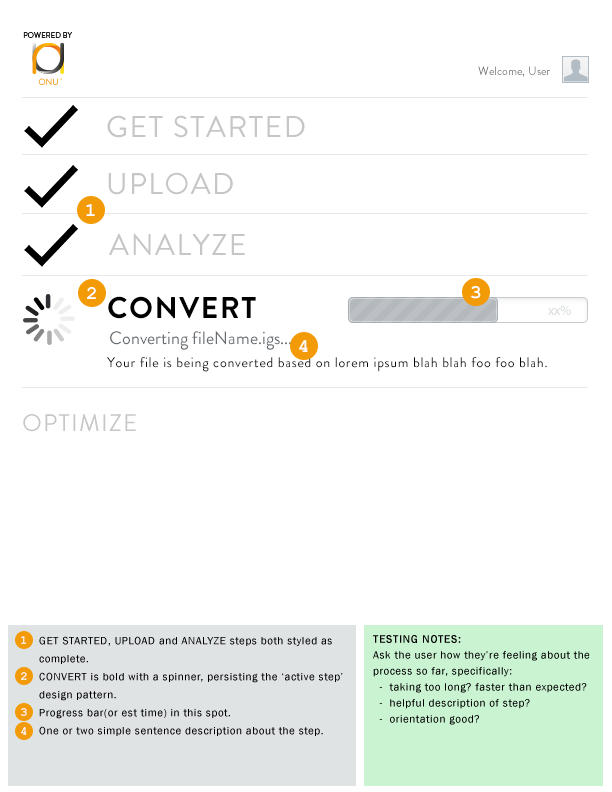 POWERED BY
ONU
Welcome, User
GET STARTED
UPLOAD
1
ANALYZE
2
CONVERT
3
xx%
Converting fileName.igs...
4
Your file is being converted based on lorem ipsum blah blah foo foo blah.
OPTIMIZE
1 GET STARTED, UPLOAD and ANALYZE steps both styled as
complete.
2 CONVERT is bold with a spinner, persisting the ‘active step’
design pattern.
3 Progress bar(or est time) in this spot.
4 One or two simple sentence description about the step.
TESTING NOTES:
Ask the user how they’re feeling about the
process so far, specifically:
- taking too long? faster than expected?
- helpful description of step?
- orientation good?